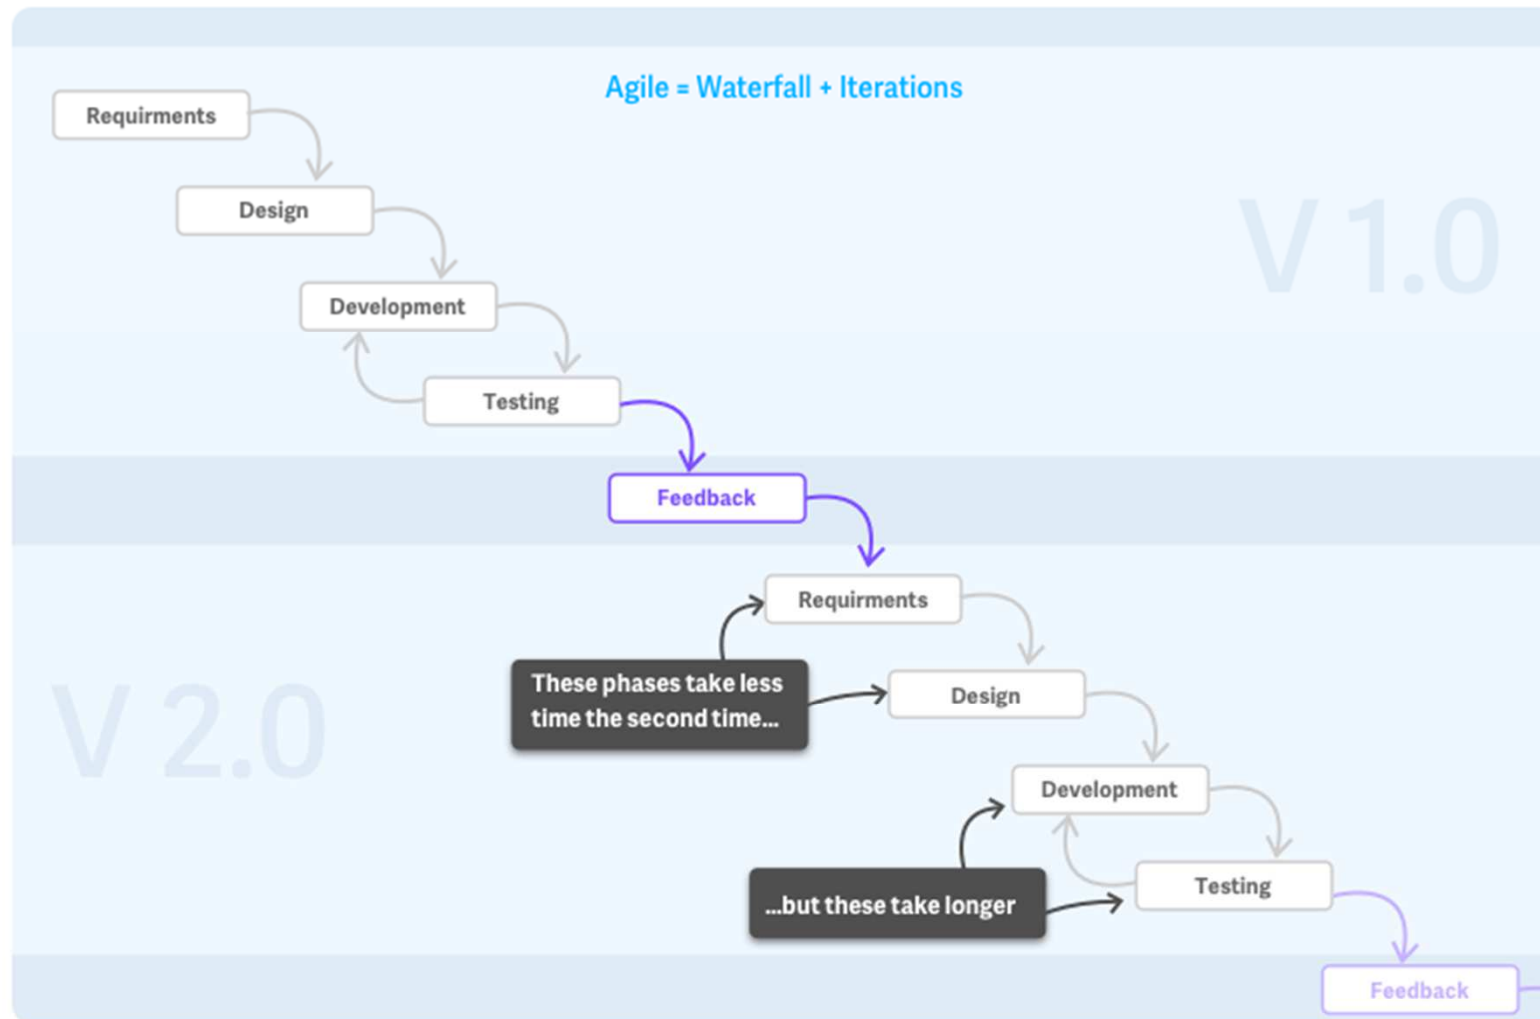 Agile = Waterfall + Iterations
Requirments
Design
V 1.0
Development
Testing
Feedback
Requirments
These phases take less
time the second time...
Design
V 2.0
Development
Testing
...but these take longer
Feedback